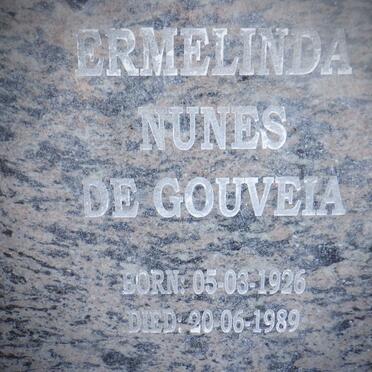 ERMELINDA
NUNES
DE GOUVEIA
BORN: 05-03-1926
DIED: 20-06-1989